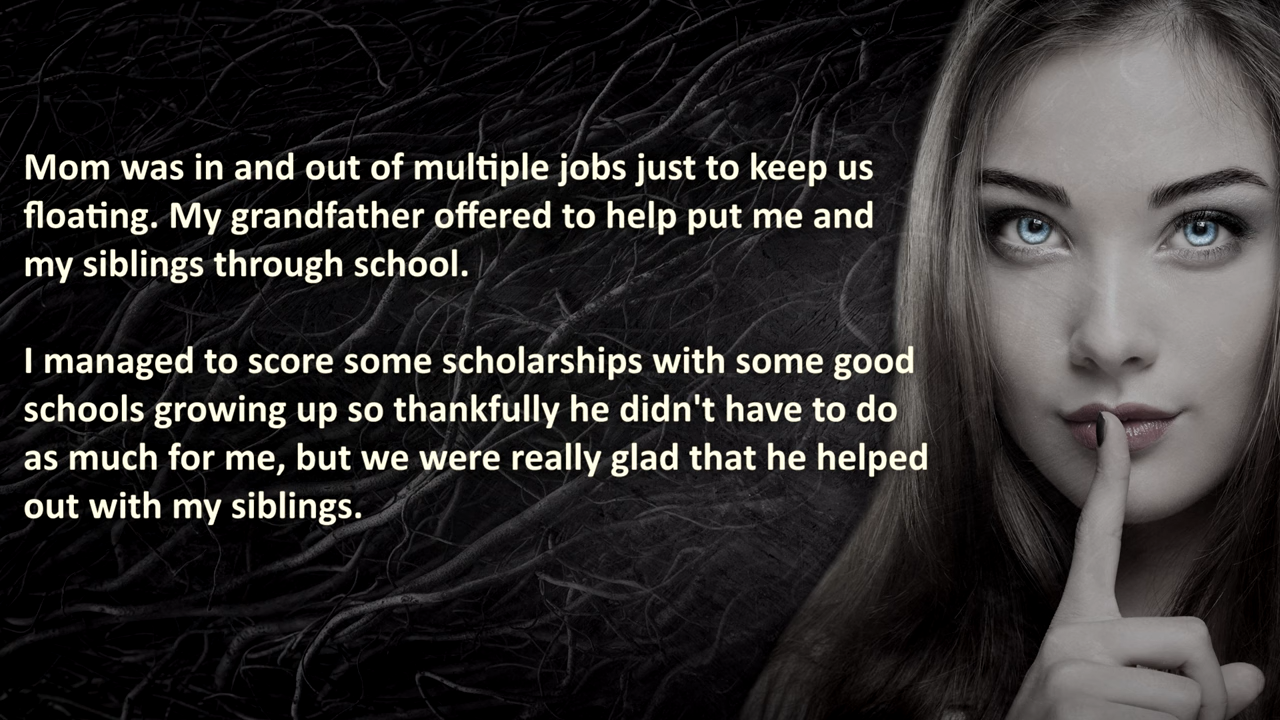 Mom was in and out of multiple jobs just to keep us
floating. My grandfather offered to help put me and
my siblings through school.
I managed to score some scholarships with some good
schools growing up so thankfully he didn't have to do
as much for me, but we were really glad that he helped
out with my siblings.